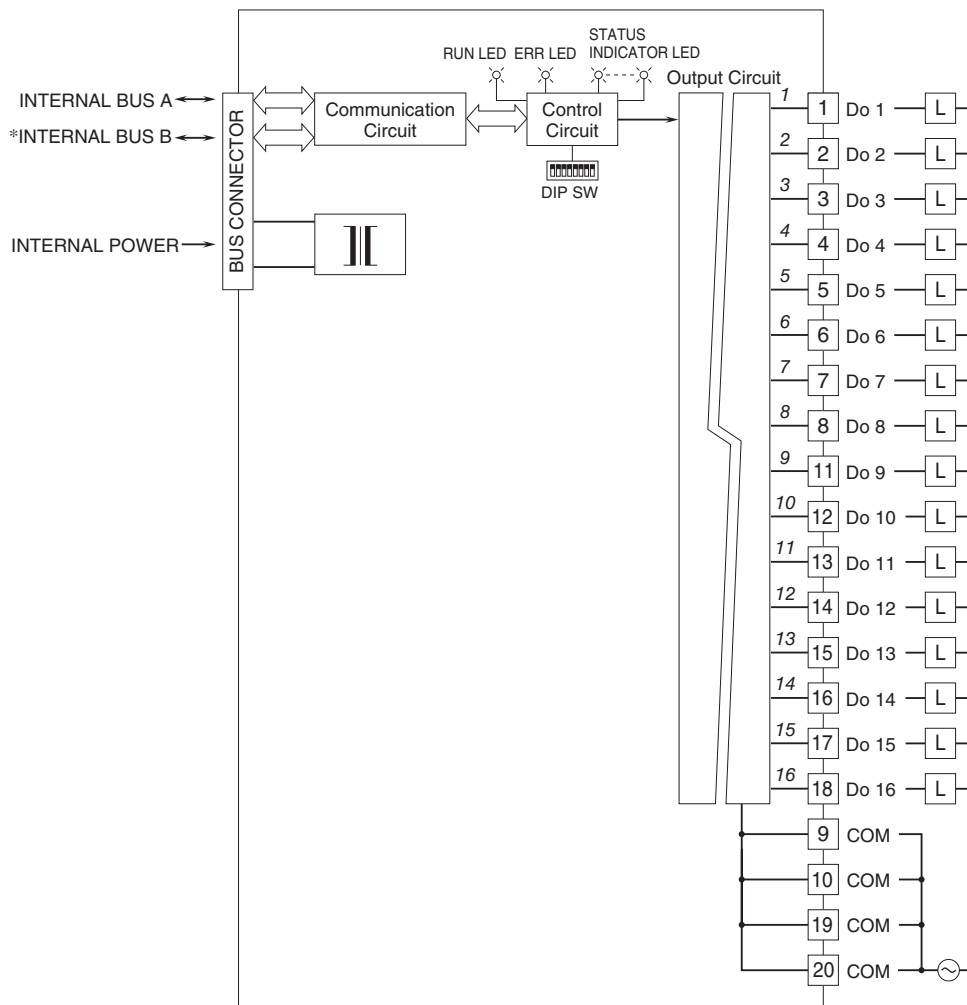 STATUS
RUN LED ERR LED INDICATOR LED
Output Circuit
INTERNAL BUS A
*INTERNAL BUS B
INTERNAL POWER
BUS CONNECTOR
Communication
Circuit
Control
Circuit
DIP SW
1 1 Do 1 L
2 2 Do 2 L
3 3 Do 3 L
4 4 Do 4 L
5 5 Do 5 L
6 6 Do 6 L
7 7 Do 7 L
8 8 Do 8 L
9 11 Do 9 L
10 12 Do 10 L
11 13 Do 11 L
12 14 Do 12 L
13 15 Do 13 L
14 16 Do 14 L
15 17 Do 15 L
16 18 Do 16 L
9 COM
10 COM
19 COM
20 COM